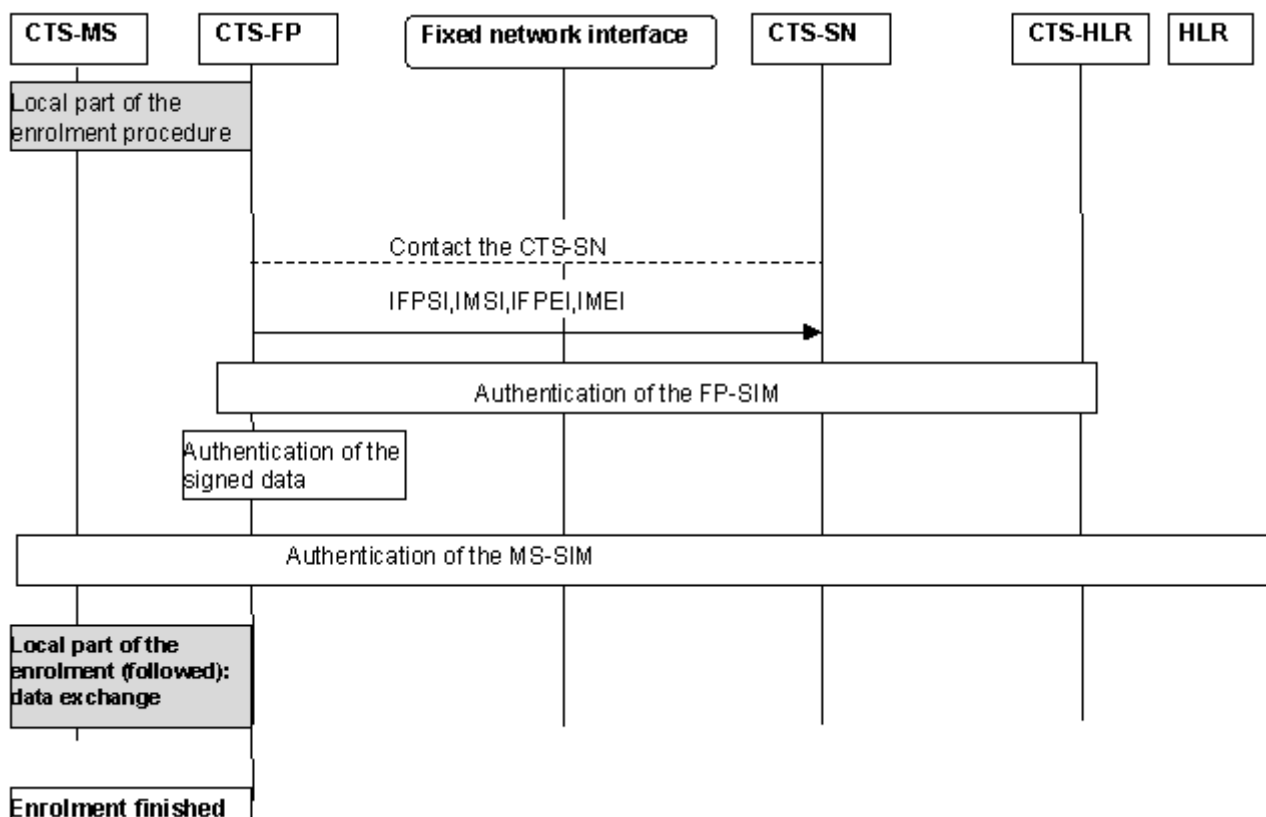 CTS-MS
CTS-FP
Fixed network interface
CTS-SN
CTS-HLR
HLR
Local part of the
enrolment procedure
Contact the CTS-SN
IFPSI,IMSI,IFPEI,IMEI
Authentication of the FP-SIM
Authentication of the
signed data
Authentication of the MS-SIM
Local part of the
enrolment (followed):
data exchange
Enrolment finished